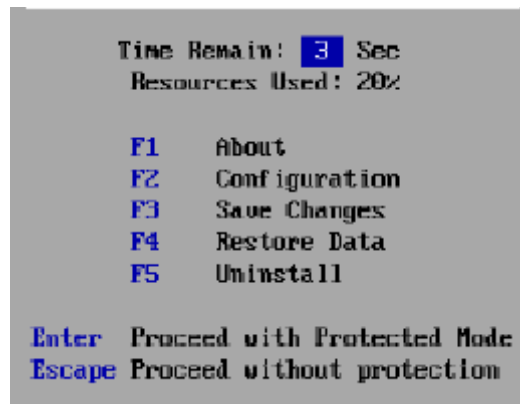 Time Remain: 3 Sec
Resources Used: 20%
F1 About
F2 Configuration
F3 Save Changes
F4 Restore Data
F5 Uninstall
Enter Proceed with Protected Mode
Escape Proceed without protection